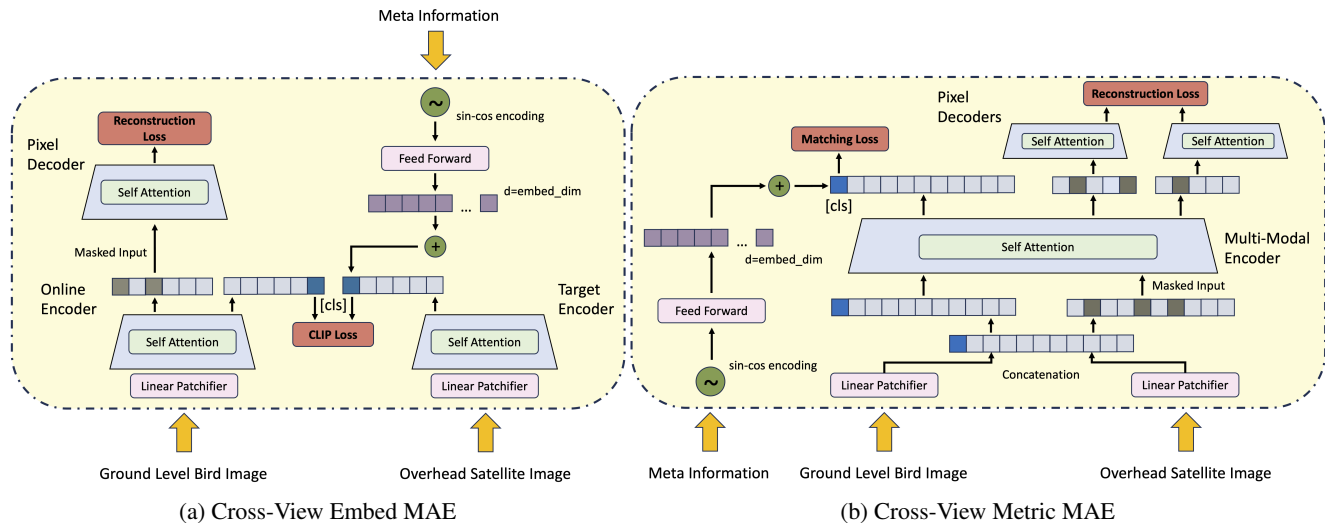 Meta Information
sin-cos encoding
Feed Forward
d=embed_dim
...
+
~
Reconstruction
Loss
Pixel
Decoder
Self Attention
Masked Input
Online
Encoder
[cls]
CLIP Loss
Target
Encoder
Self Attention
Self Attention
Linear Patchifier
Linear Patchifier
Ground Level Bird Image
Overhead Satellite Image
(a) Cross-View Embed MAE
Pixel
Decoders
Reconstruction Loss
Self Attention
Self Attention
Matching Loss
+
[cls]
...
d=embed_dim
Self Attention
Multi-Modal
Encoder
Masked Input
Feed Forward
sin-cos encoding
~
Concatenation
Linear Patchifier
Linear Patchifier
Meta Information
Ground Level Bird Image
Overhead Satellite Image
(b) Cross-View Metric MAE